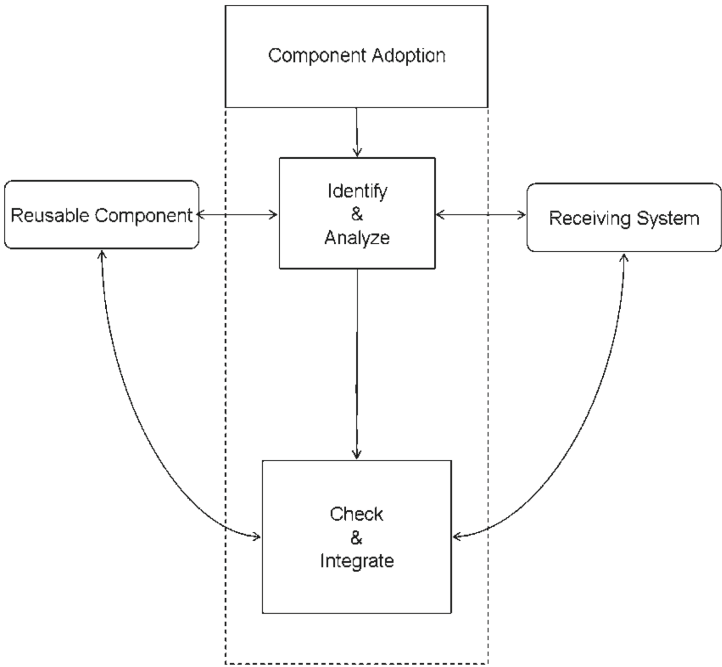 Component Adoption
Reusable Component
Identify
&
Analyze
Receiving System
Check
&
Integrate